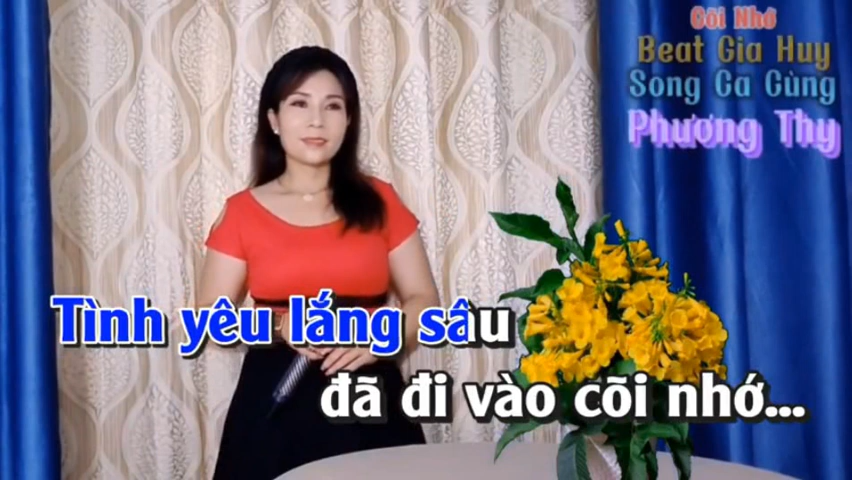 Cõi Nhớ
Beat Gia Huy
Song Ca Cùng
Phương Thy
Tình yêu lắng sâu
đã đi vào cõi nhớ...